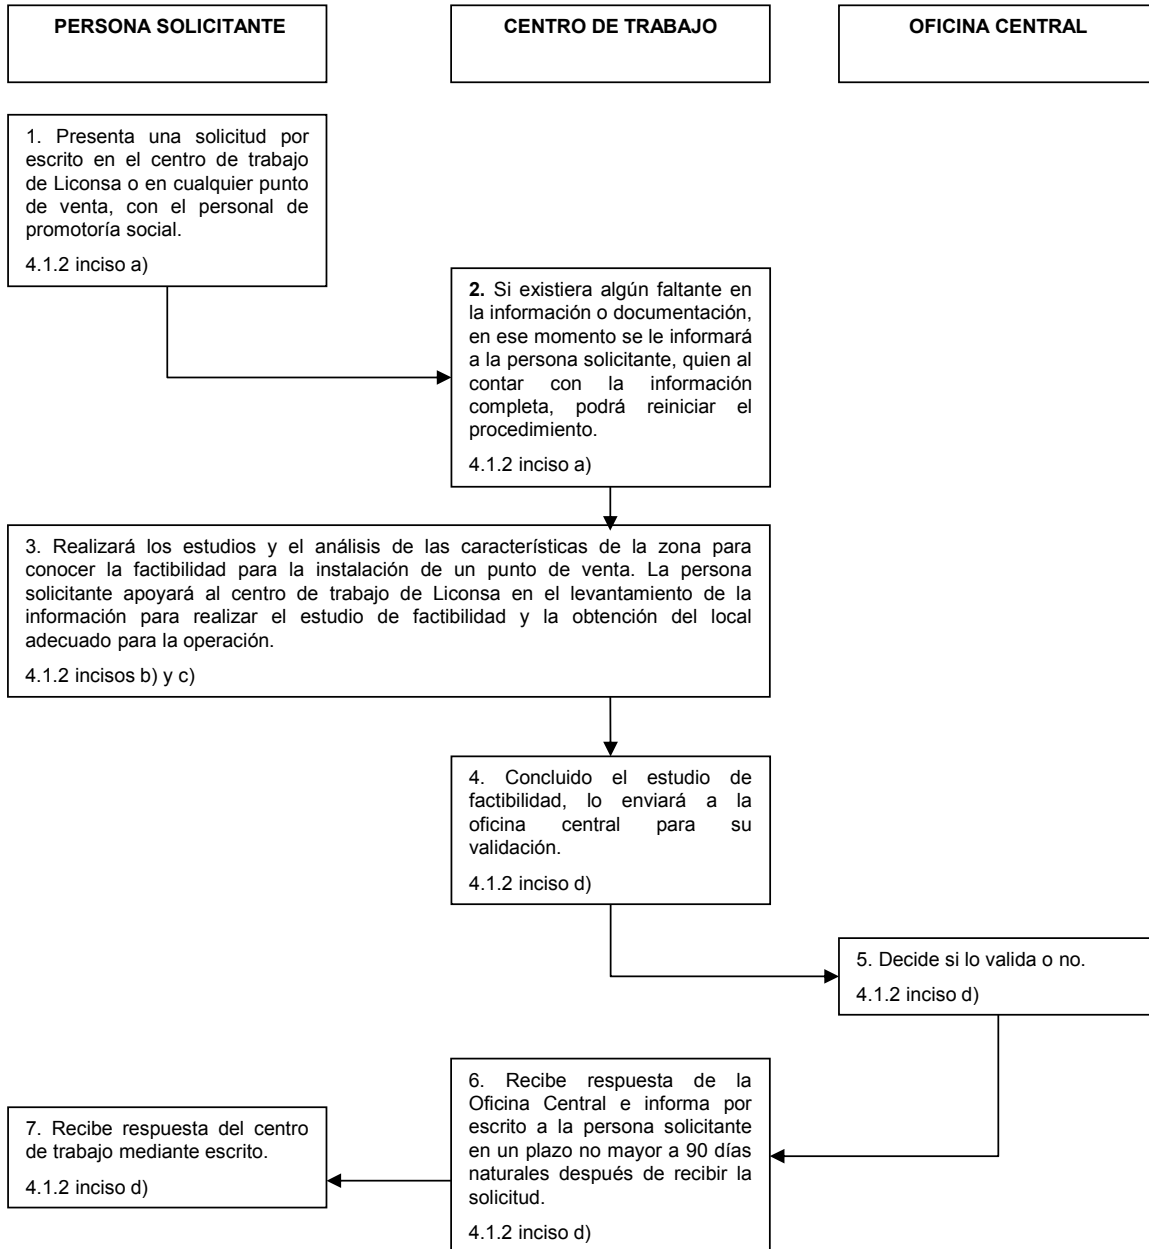 PERSONA SOLICITANTE
CENTRO DE TRABAJO
OFICINA CENTRAL
1. Presenta una solicitud por
escrito en el centro de trabajo
de Liconsa o en cualquier punto
de venta, con el personal de
promotoría social.
4.1.2 inciso a)
2. Si existiera algún faltante en
la información o documentación,
en ese momento se le informará
a la persona solicitante, quien al
contar con la información
completa, podrá reiniciar el
procedimiento.
4.1.2 inciso a)
3. Realizará los estudios y el análisis de las características de la zona para
conocer la factibilidad para la instalación de un punto de venta. La persona
solicitante apoyará al centro de trabajo de Liconsa en el levantamiento de la
información para realizar el estudio de factibilidad y la obtención del local
adecuado para la operación.
4.1.2 incisos b) y c)
4. Concluido el estudio de
factibilidad, lo enviará a la
oficina central para su
validación.
4.1.2 inciso d)
5. Decide si lo valida o no.
4.1.2 inciso d)
6. Recibe respuesta de la
Oficina Central e informa por
escrito a la persona solicitante
en un plazo no mayor a 90 días
naturales después de recibir la
solicitud.
4.1.2 inciso d)
7. Recibe respuesta del centro
de trabajo mediante escrito.
4.1.2 inciso d)